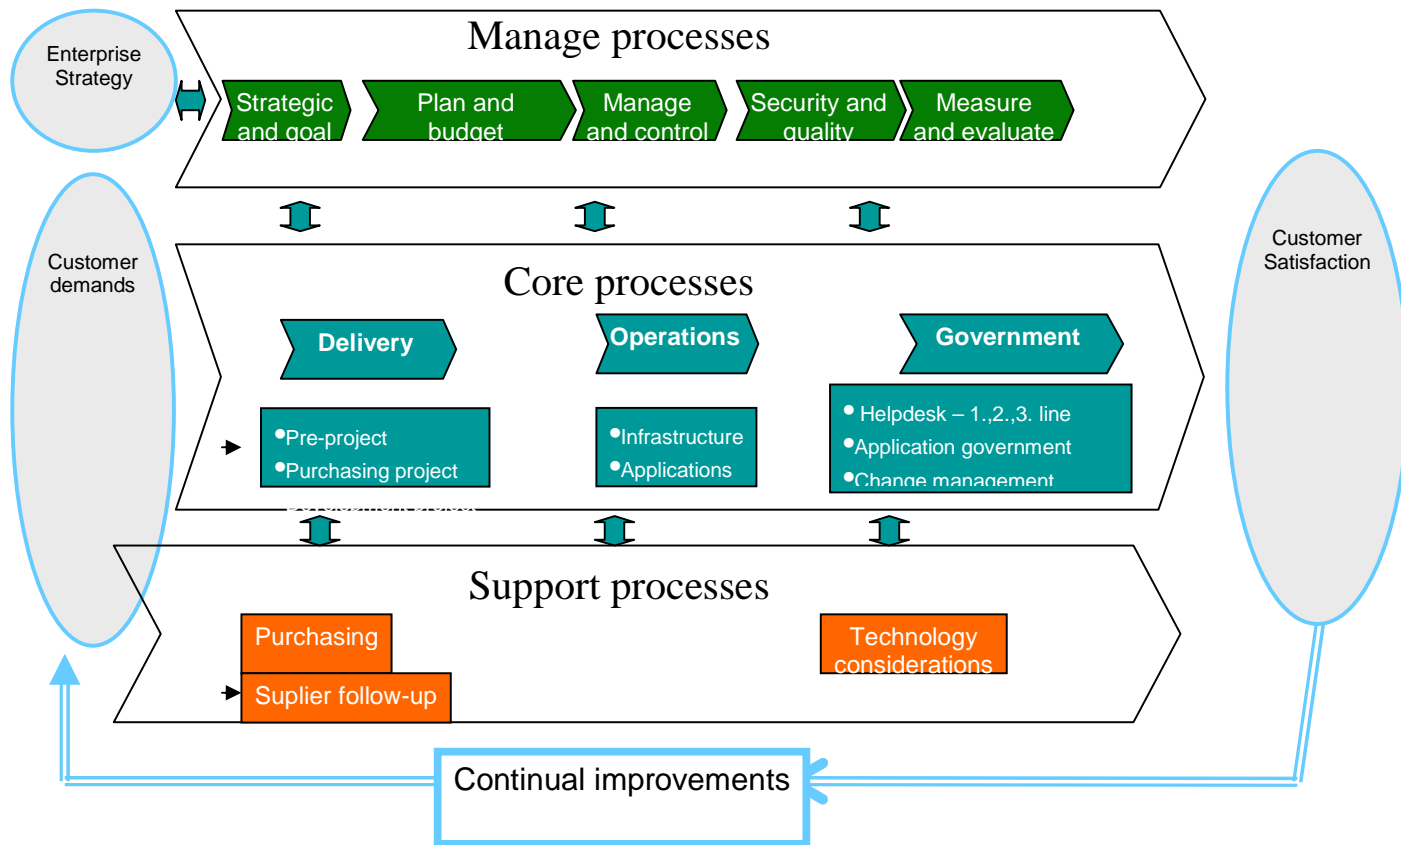 Manage processes
Enterprise
Strategy
Strategic
and goal
Plan and
budget
Manage
and control
Security and
quality
Measure
and evaluate
Customer
demands
Customer
Satisfaction
Core processes
Delivery
Operations
Government
•Pre-project
•Purchasing project
Development project
•Infrastructure
•Applications
• Helpdesk – 1.,2.,3. line
•Application government
•Change management
Support processes
Purchasing
Suplier follow-up
Technology
considerations
Continual improvements